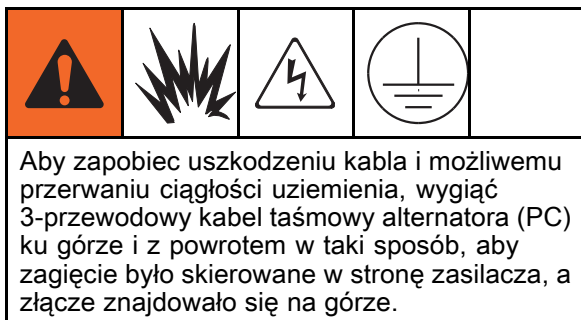 Aby zapobiec uszkodzeniu kabla i możliwemu
przerwaniu ciągłości uziemienia, wygiąć
3-przewodowy kabel taśmowy alternatora (PC)
ku górze i z powrotem w taki sposób, aby
zagięcie było skierowane w stronę zasilacza, a
złącze znajdowało się na górze.